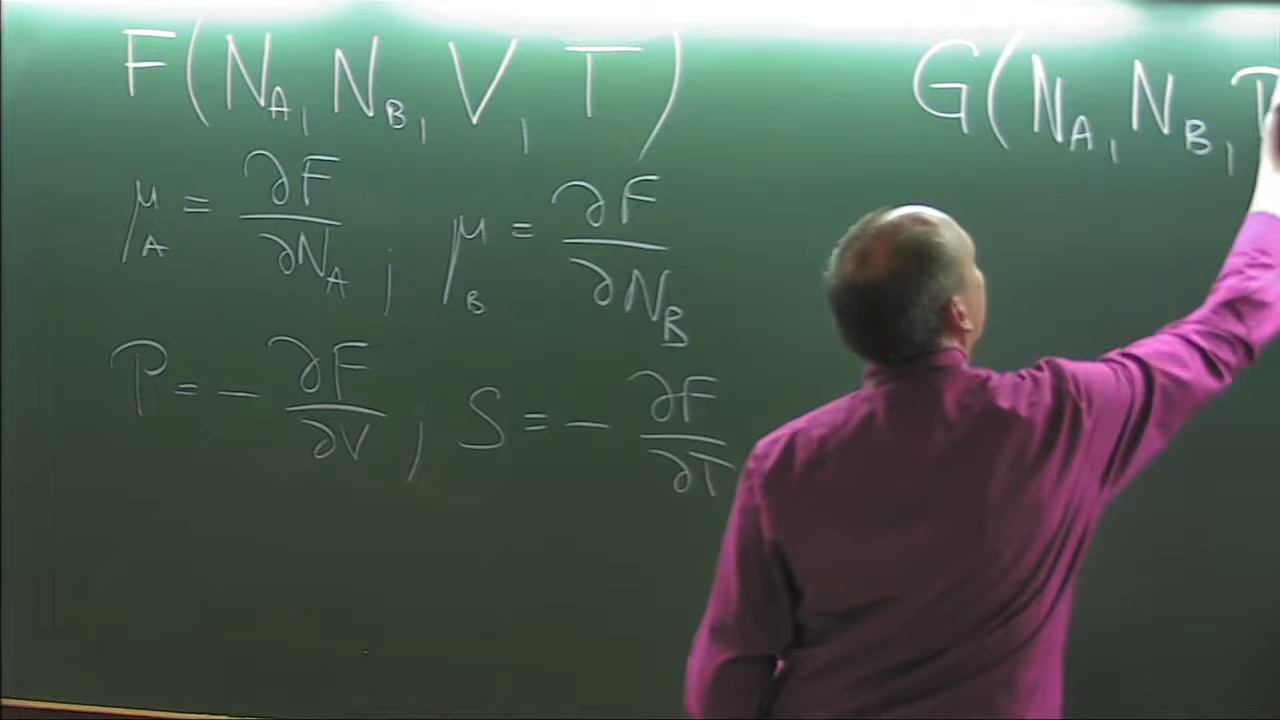 F(N_A, N_B, V, T)
μ_A = ∂F/∂N_A ; μ_B = ∂F/∂N_B
P = - ∂F/∂V ; S = - ∂F/∂T
G(N_A, N_B,